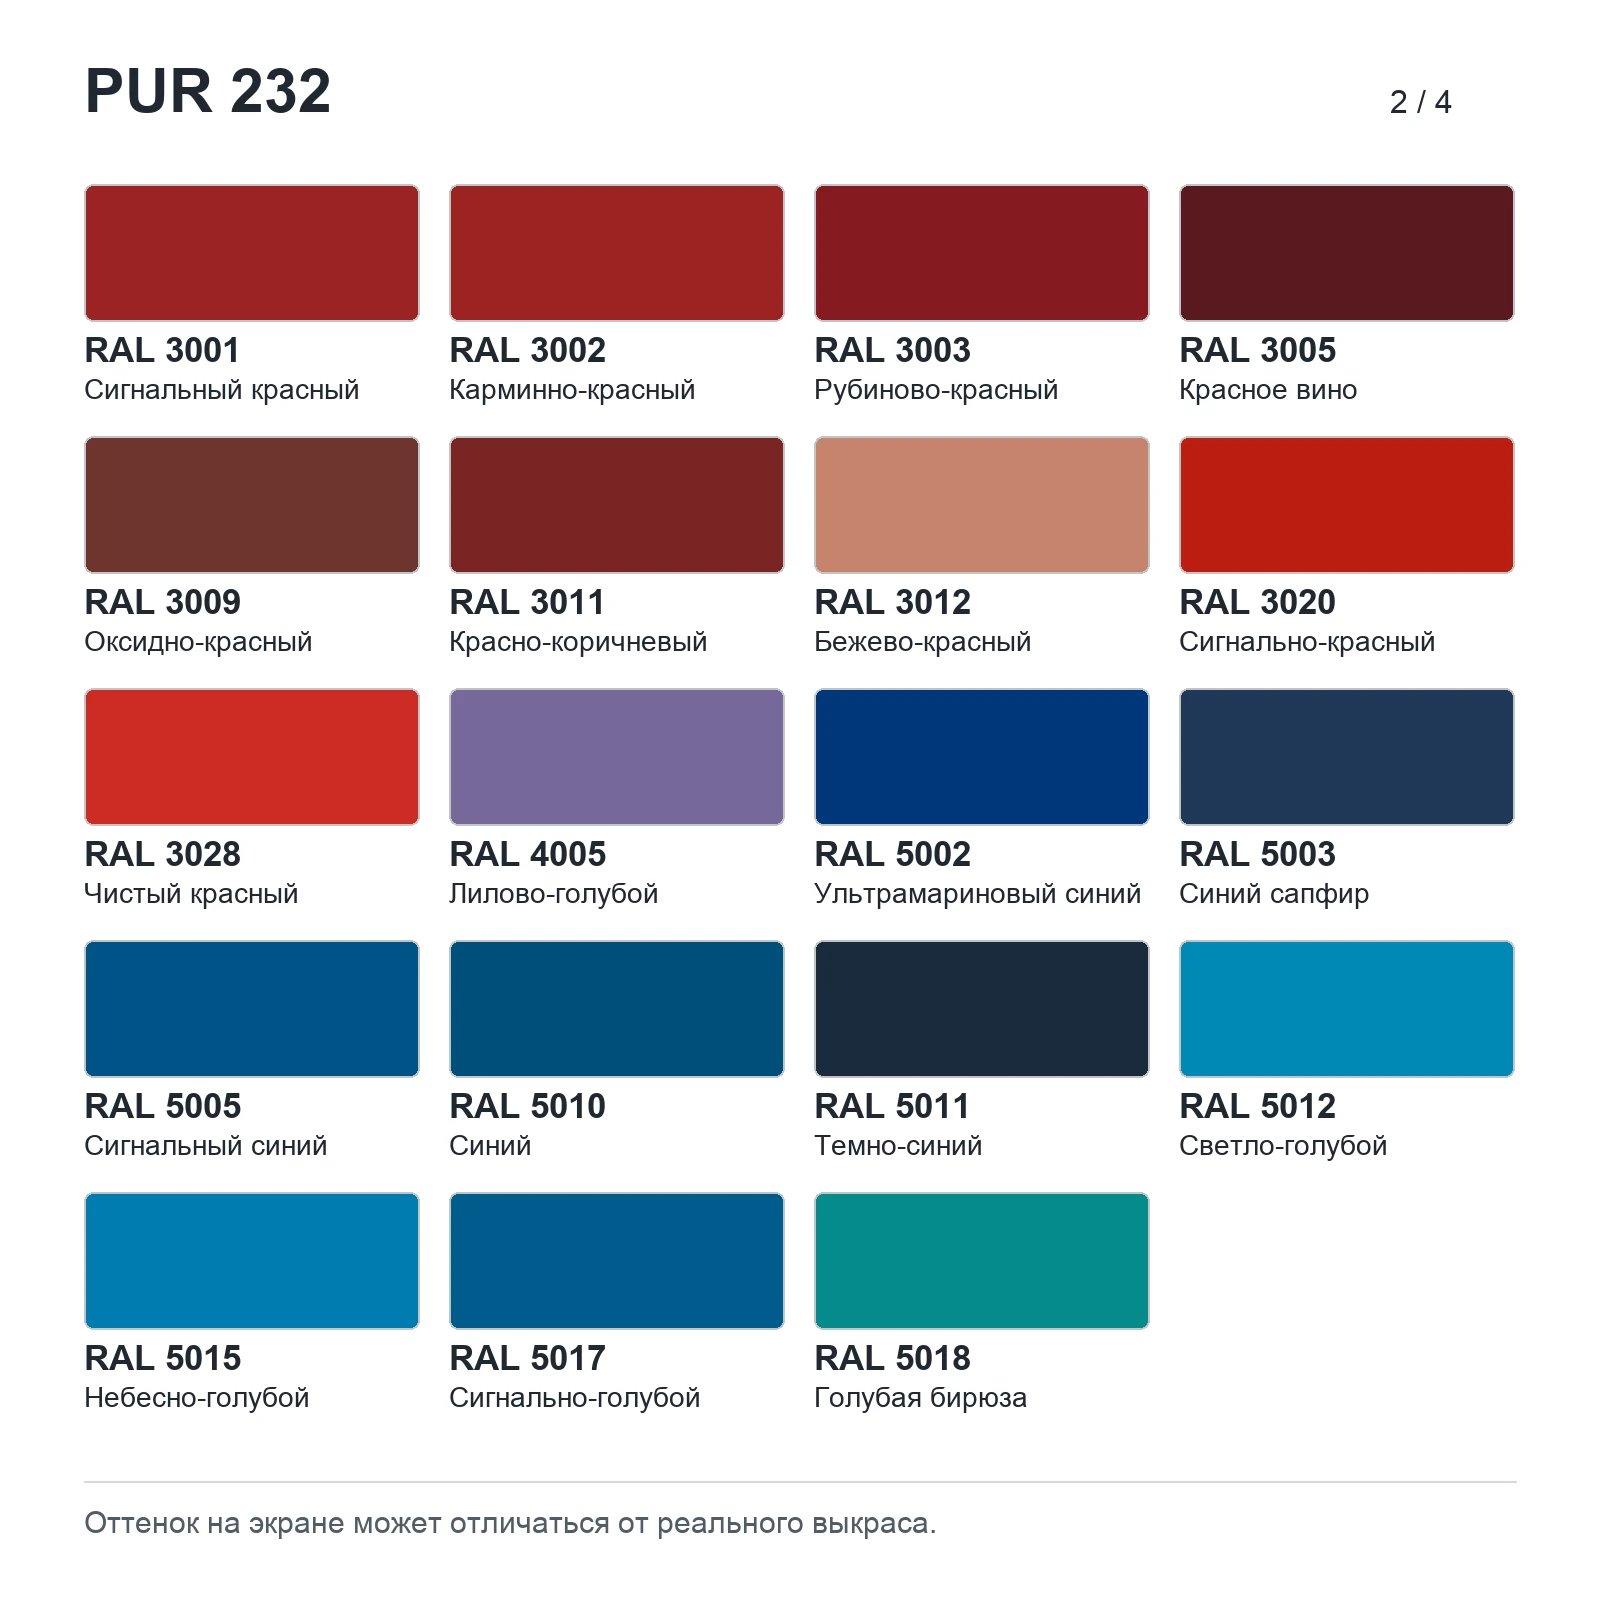 PUR 232
2 / 4
RAL 3001
Сигнальный красный
RAL 3002
Карминно-красный
RAL 3003
Рубиново-красный
RAL 3005
Красное вино
RAL 3009
Оксидно-красный
RAL 3011
Красно-коричневый
RAL 3012
Бежево-красный
RAL 3020
Сигнально-красный
RAL 3028
Чистый красный
RAL 4005
Лилово-голубой
RAL 5002
Ультрамариновый синий
RAL 5003
Синий сапфир
RAL 5005
Сигнальный синий
RAL 5010
Синий
RAL 5011
Темно-синий
RAL 5012
Светло-голубой
RAL 5015
Небесно-голубой
RAL 5017
Сигнально-голубой
RAL 5018
Голубая бирюза
Оттенок на экране может отличаться от реального выкраса.